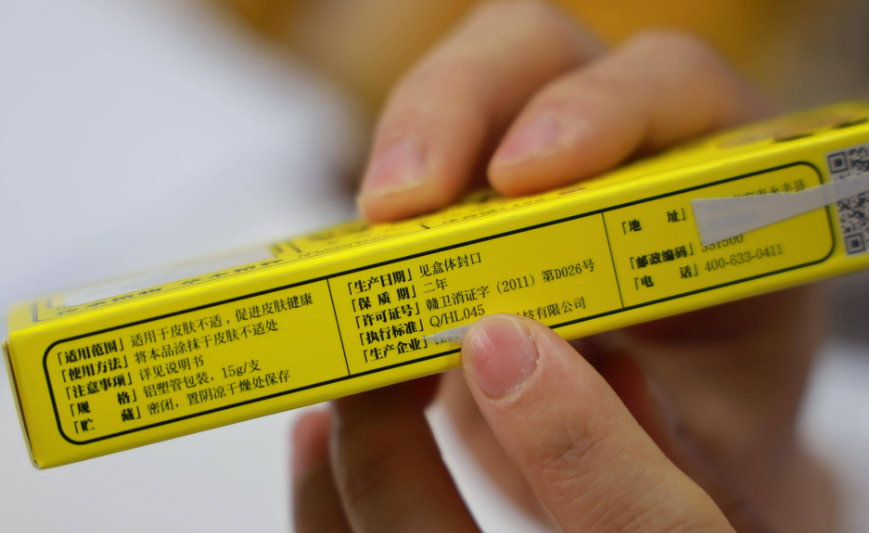 「适用范围」适用于皮肤不适,促进皮肤健康
「使用方法」将本品涂抹于皮肤不适处
「注意事项」详见说明书
「规 格」铝塑管包装,15g/支
「贮 藏」密闭,置阴凉干燥处保存
「生产日期」见盒体封口
「保 质 期」二年
「许可证号」赣卫消证字(2011)第D026号
「执行标准」Q/HL045
「生产企业」 技有限公司
「地 址」
「邮政编码」331500
「电 话」400-633-0411